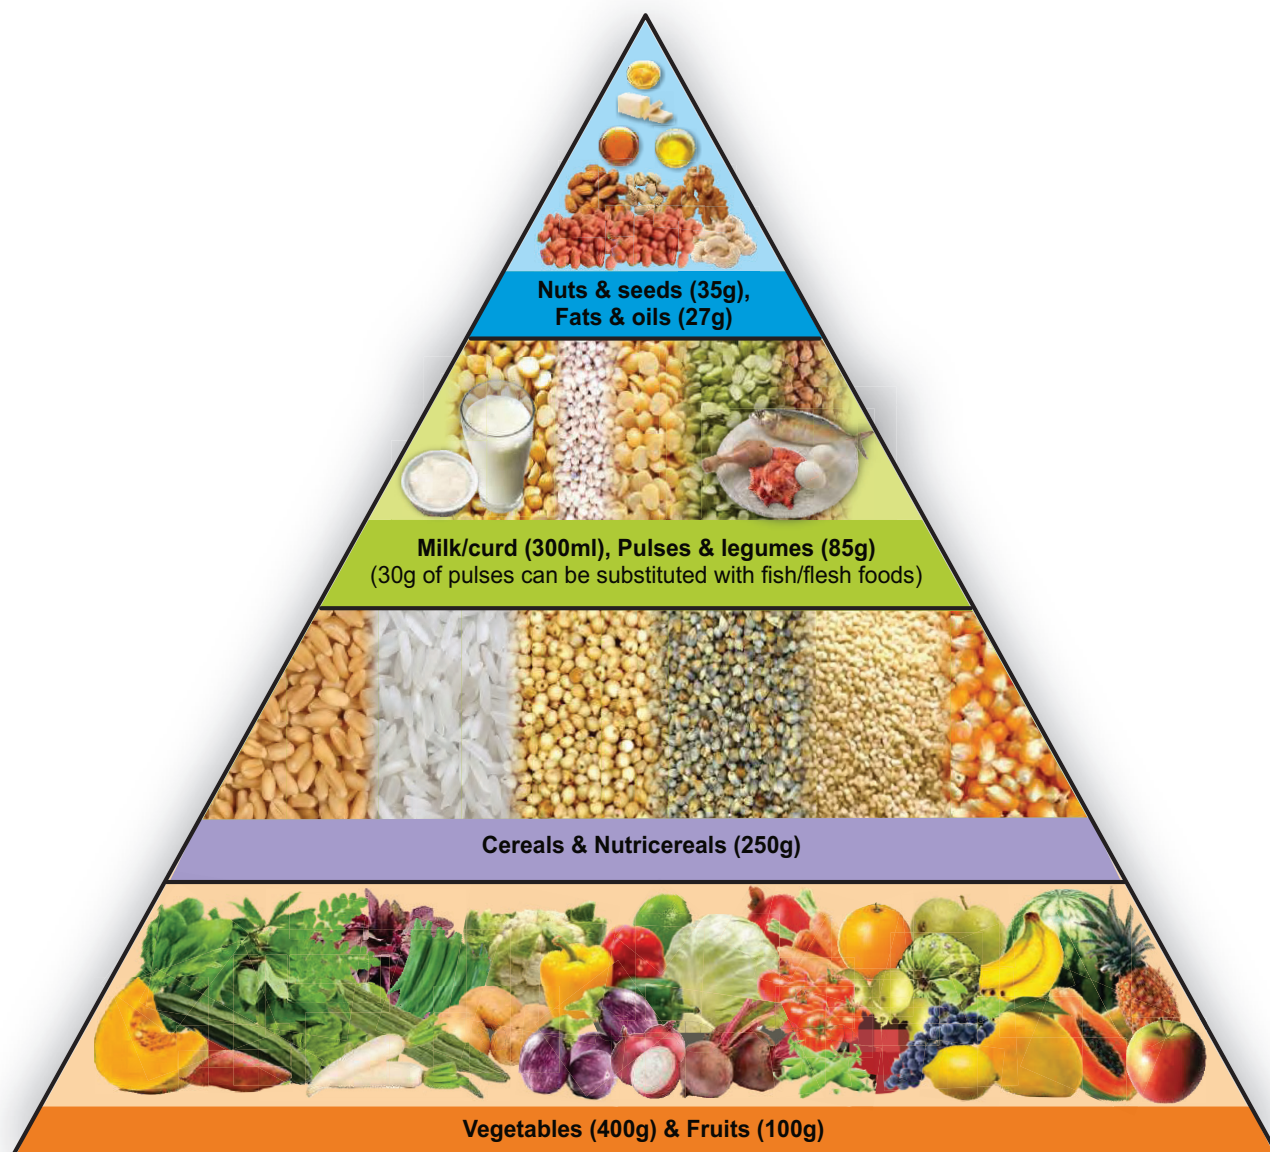 Nuts & seeds (35g),
Fats & oils (27g)
Milk/curd (300ml), Pulses & legumes (85g)
(30g of pulses can be substituted with fish/flesh foods)
Cereals & Nutricereals (250g)
Vegetables (400g) & Fruits (100g)